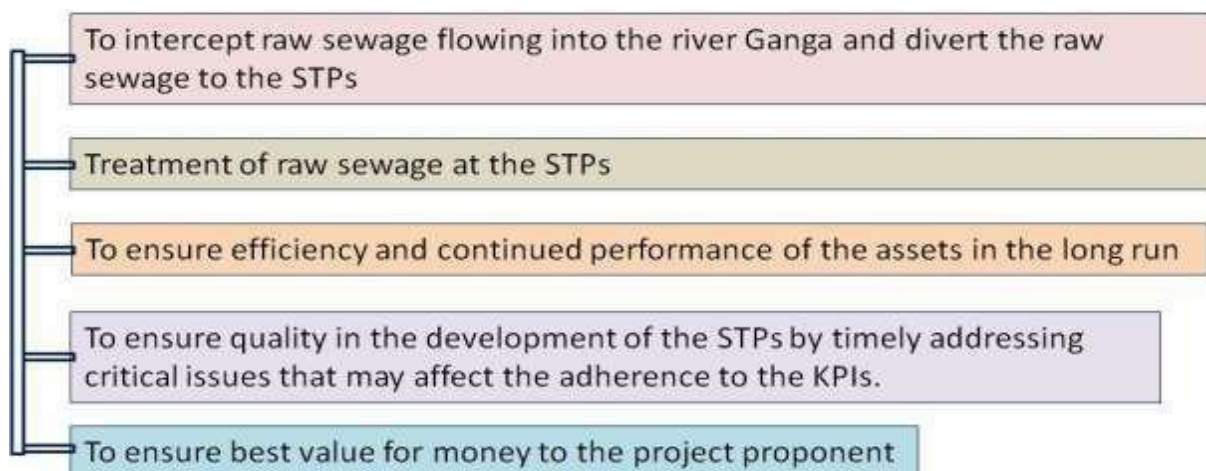 To intercept raw sewage flowing into the river Ganga and divert the raw
sewage to the STPs
Treatment of raw sewage at the STPs
To ensure efficiency and continued performance of the assets in the long run
To ensure quality in the development of the STPs by timely addressing
critical issues that may affect the adherence to the KPIs.
To ensure best value for money to the project proponent